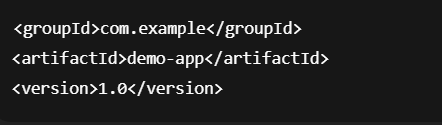 <groupId>com.example</groupId>
<artifactId>demo-app</artifactId>
<version>1.0</version>